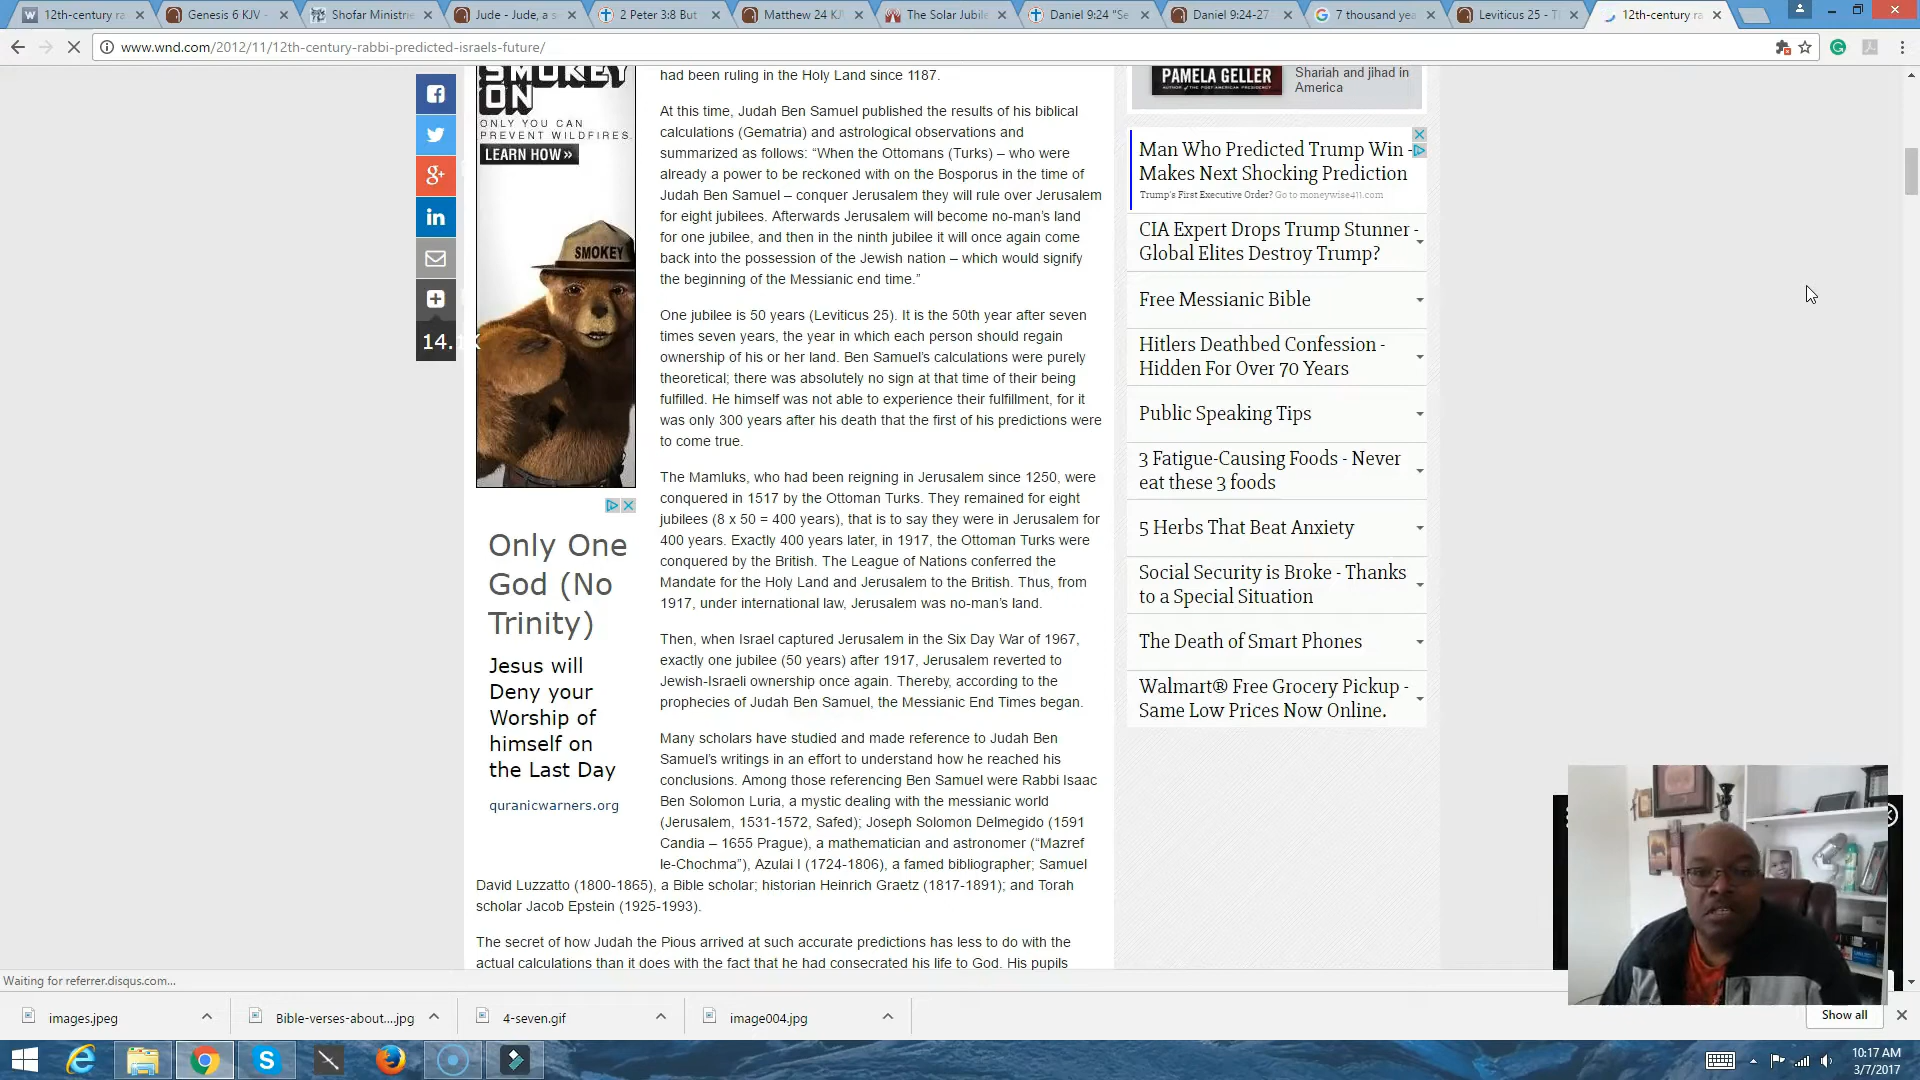 12th-century ra
Genesis 6 KJV -
Shofar Ministrie
Jude - Jude, a s
2 Peter 3:8 But
Matthew 24 KJ
The Solar Jubile
Daniel 9:24 "Se
Daniel 9:24-27
7 thousand yea
Leviticus 25 - T
12th-century ra
www.wnd.com/2012/11/12th-century-rabbi-predicted-israels-future/
14.
SMOKEY
ON
ONLY YOU CAN
PREVENT WILDFIRES.
LEARN HOW »
SMOKEY
Only One
God (No
Trinity)
Jesus will
Deny your
Worship of
himself on
the Last Day
quranicwarners.org
had been ruling in the Holy Land since 1187.
At this time, Judah Ben Samuel published the results of his biblical
calculations (Gematria) and astrological observations and
summarized as follows: “When the Ottomans (Turks) – who were
already a power to be reckoned with on the Bosporus in the time of
Judah Ben Samuel – conquer Jerusalem they will rule over Jerusalem
for eight jubilees. Afterwards Jerusalem will become no-man’s land
for one jubilee, and then in the ninth jubilee it will once again come
back into the possession of the Jewish nation – which would signify
the beginning of the Messianic end time.”
One jubilee is 50 years (Leviticus 25). It is the 50th year after seven
times seven years, the year in which each person should regain
ownership of his or her land. Ben Samuel’s calculations were purely
theoretical; there was absolutely no sign at that time of their being
fulfilled. He himself was not able to experience their fulfillment, for it
was only 300 years after his death that the first of his predictions were
to come true.
The Mamluks, who had been reigning in Jerusalem since 1250, were
conquered in 1517 by the Ottoman Turks. They remained for eight
jubilees (8 x 50 = 400 years), that is to say they were in Jerusalem for
400 years. Exactly 400 years later, in 1917, the Ottoman Turks were
conquered by the British. The League of Nations conferred the
Mandate for the Holy Land and Jerusalem to the British. Thus, from
1917, under international law, Jerusalem was no-man’s land.
Then, when Israel captured Jerusalem in the Six Day War of 1967,
exactly one jubilee (50 years) after 1917, Jerusalem reverted to
Jewish-Israeli ownership once again. Thereby, according to the
prophecies of Judah Ben Samuel, the Messianic End Times began.
Many scholars have studied and made reference to Judah Ben
Samuel’s writings in an effort to understand how he reached his
conclusions. Among those referencing Ben Samuel were Rabbi Isaac
Ben Solomon Luria, a mystic dealing with the messianic world
(Jerusalem, 1531-1572, Safed); Joseph Solomon Delmegido (1591
Candia – 1655 Prague), a mathematician and astronomer (“Mazref
le-Chochma”), Azulai I (1724-1806), a famed bibliographer; Samuel
David Luzzatto (1800-1865), a Bible scholar; historian Heinrich Graetz (1817-1891); and Torah
scholar Jacob Epstein (1925-1993).
The secret of how Judah the Pious arrived at such accurate predictions has less to do with the
actual calculations than it does with the fact that he had consecrated his life to God. His pupils
PAMELA GELLER
Shariah and jihad in
America
Man Who Predicted Trump Win -
Makes Next Shocking Prediction
Trump's First Executive Order? Go to moneywise411.com
CIA Expert Drops Trump Stunner -
Global Elites Destroy Trump?
Free Messianic Bible
Hitlers Deathbed Confession -
Hidden For Over 70 Years
Public Speaking Tips
3 Fatigue-Causing Foods - Never
eat these 3 foods
5 Herbs That Beat Anxiety
Social Security is Broke - Thanks
to a Special Situation
The Death of Smart Phones
Walmart® Free Grocery Pickup -
Same Low Prices Now Online.
Waiting for referrer.disqus.com...
images.jpeg
Bible-verses-about....jpg
4-seven.gif
image004.jpg
Show all
10:17 AM
3/7/2017